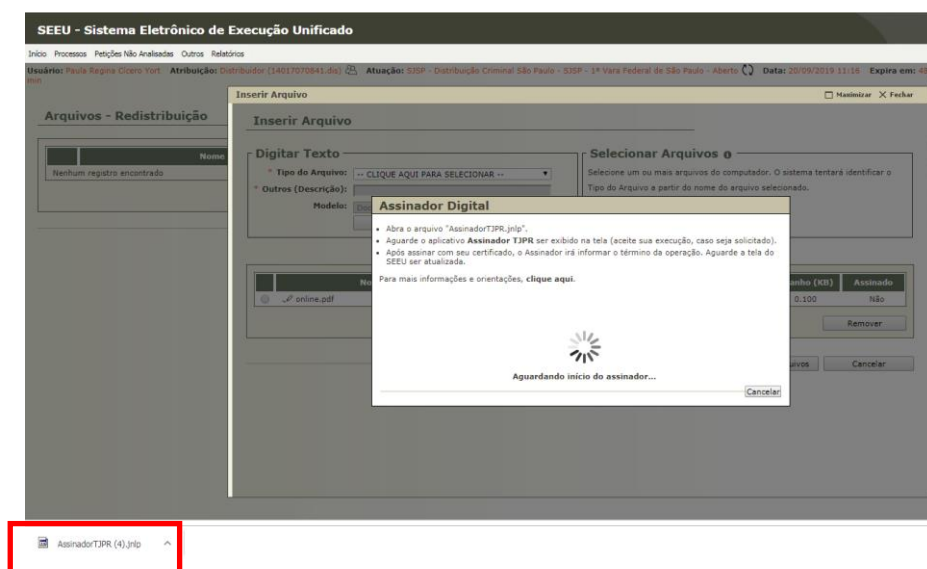 SEEU - Sistema Eletrônico de Execução Unificado
Início Processos Petições Não Analisadas Outros Relatórios
Usuário: Paula Regina Cicero Yort Atribuição: Distribuidor (14017070841.dis) Atuação: SJSP - Distribuição Criminal São Paulo - SJSP - 1ª Vara Federal de São Paulo - Aberto Data: 20/09/2019 11:16 Expira em: 48
min
Inserir Arquivo Maximizar X Fechar
Arquivos - Redistribuição
Inserir Arquivo
Nome
Nenhum registro encontrado
Digitar Texto
* Tipo do Arquivo: -- CLIQUE AQUI PARA SELECIONAR --
* Outros (Descrição):
Modelo:
Selecionar Arquivos
Selecione um ou mais arquivos do computador. O sistema tentará identificar o
Tipo do Arquivo a partir do nome do arquivo selecionado.
Assinador Digital
• Abra o arquivo "AssinadorTJPR.jnlp".
• Aguarde o aplicativo Assinador TJPR ser exibido na tela (aceite sua execução, caso seja solicitado).
• Após assinar com seu certificado, o Assinador irá informar o término da operação. Aguarde a tela do
SEEU ser atualizada.
Para mais informações e orientações, clique aqui.
Aguardando início do assinador...
Cancelar
No
anho (KB) Assinado
online.pdf 0.100 Não
Remover
uivos Cancelar
AssinadorTJPR (4).jnlp